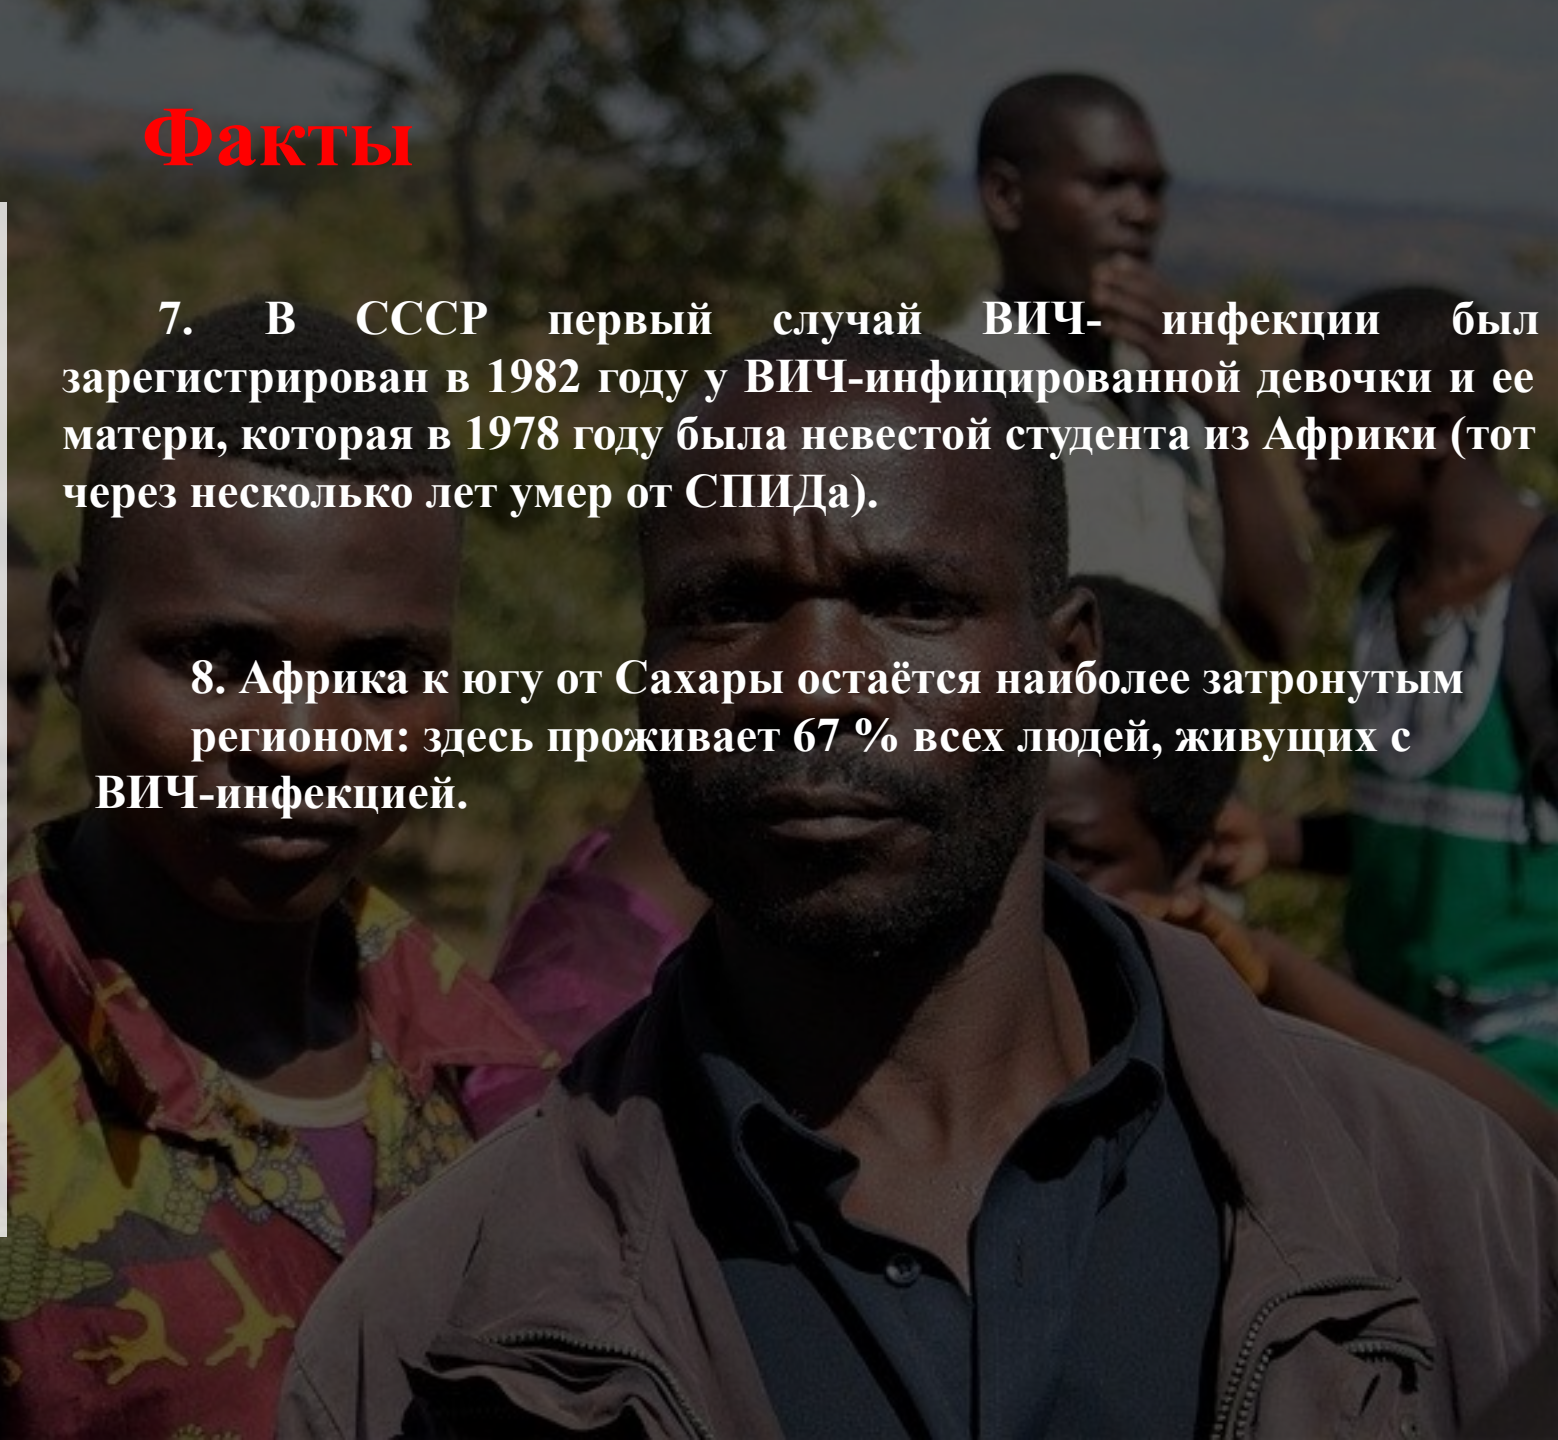 Факты
7. В СССР первый случай ВИЧ- инфекции был
зарегистрирован в 1982 году у ВИЧ-инфицированной девочки и ее
матери, которая в 1978 году была невестой студента из Африки (тот
через несколько лет умер от СПИДа).
8. Африка к югу от Сахары остаётся наиболее затронутым
регионом: здесь проживает 67 % всех людей, живущих с
ВИЧ-инфекцией.